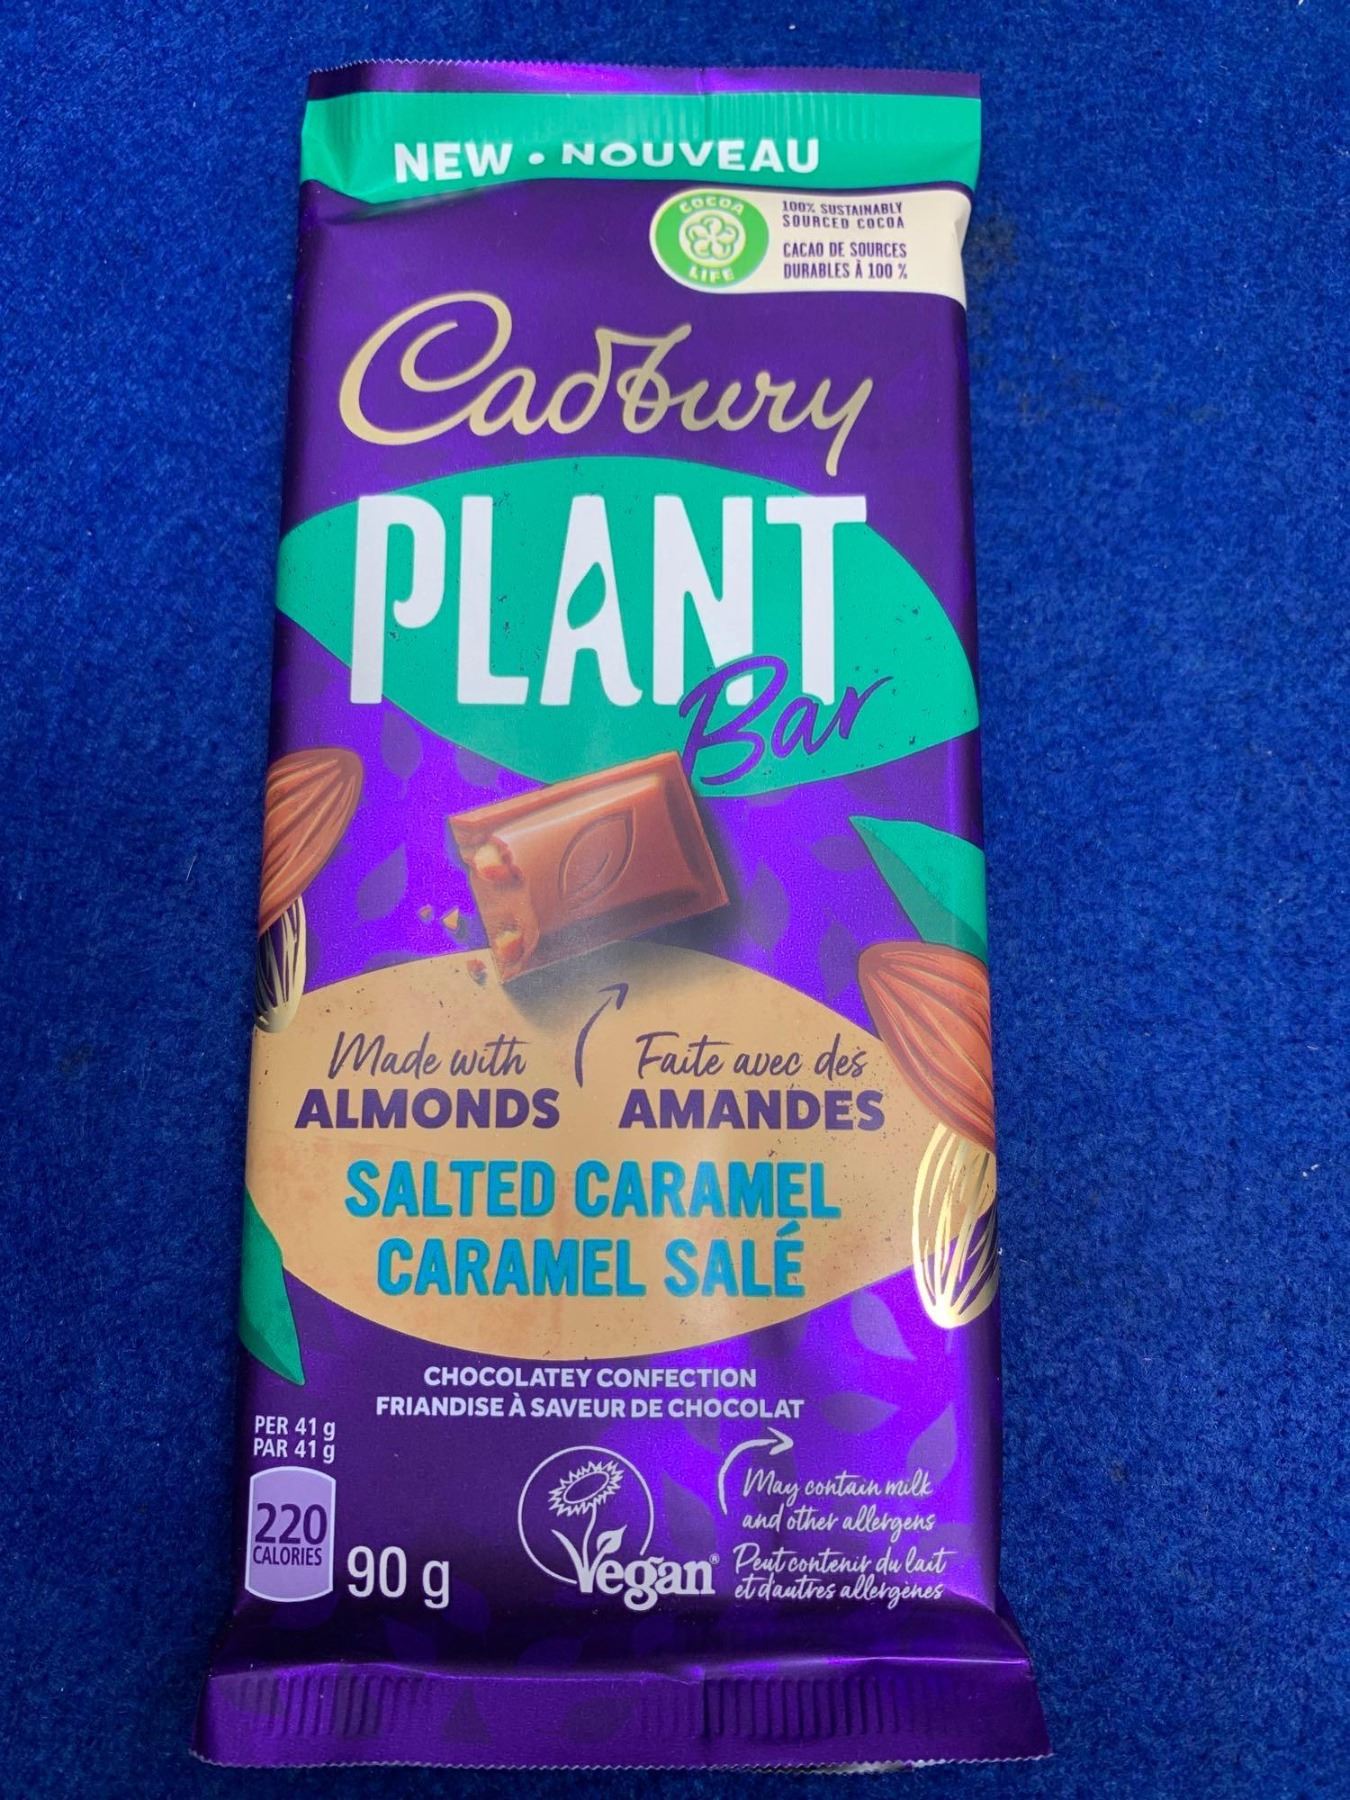 NEW • NOUVEAU
COCOA
LIFE
100% SUSTAINABLY
SOURCED COCOA
CACAO DE SOURCES
DURABLES À 100 %
Cadbury
PLANT
Bar
Made with
ALMONDS
Faite avec des
AMANDES
SALTED CARAMEL
CARAMEL SALÉ
CHOCOLATEY CONFECTION
FRIANDISE À SAVEUR DE CHOCOLAT
PER 41 g
PAR 41 g
220
CALORIES
90 g
Vegan®
May contain milk
and other allergens
Peut contenir du lait
et d'autres allergènes